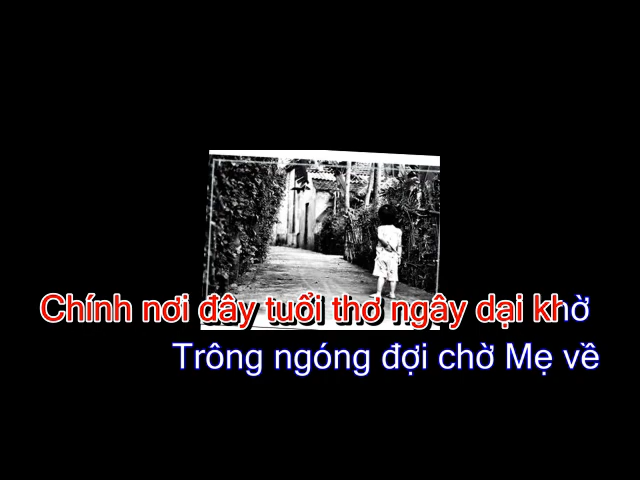 Chính nơi đây tuổi thơ ngây dại khờ
Trông ngóng đợi chờ Mẹ về